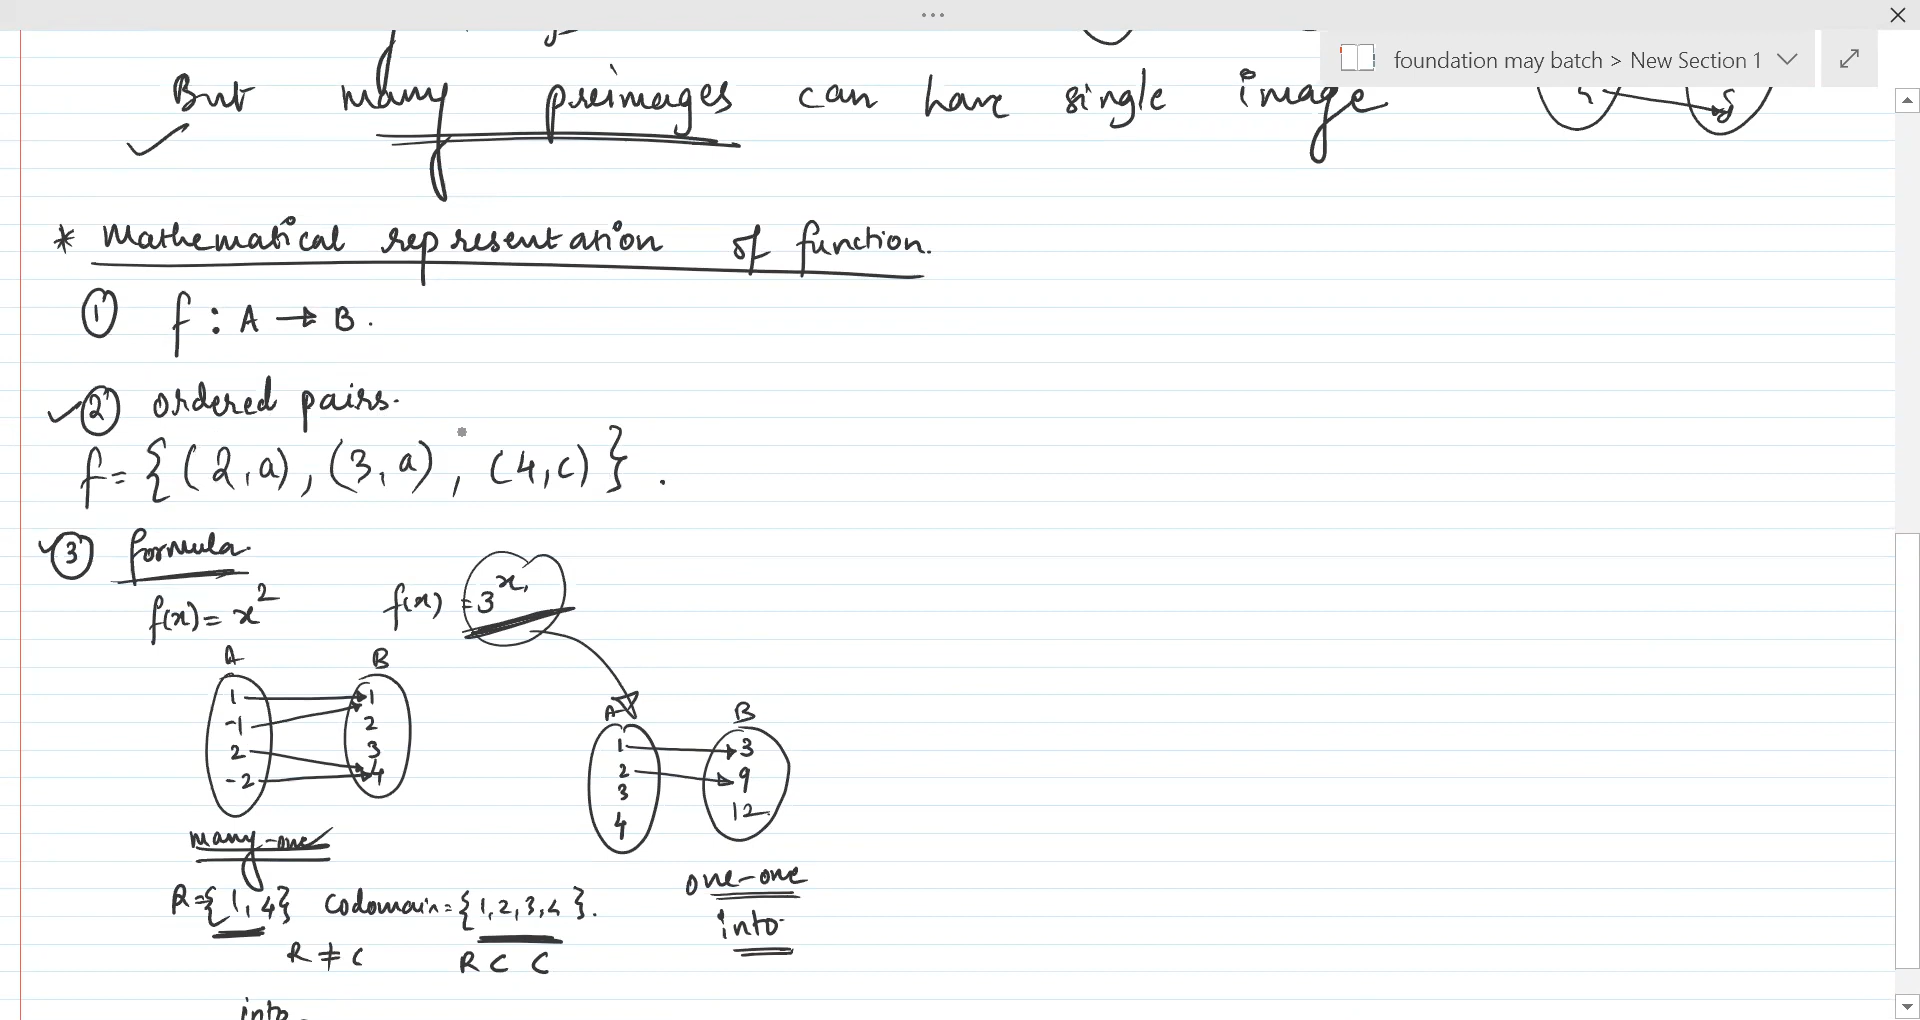 foundation may batch > New Section 1
But many preimages can have single image
* Mathematical representation of function.
① f : A → B.
② ordered pairs.
f = {(2,a), (3,a), (4,c)}.
③ formula
f(x) = x² f(x) = 3^x
A B
1 1
-1 2
2 3
-2 4
A B
1 3
2 9
3 12
4
many-one
R = {1,4} codomain = {1,2,3,4}.
R ≠ C R ⊂ C
one-one
into
into